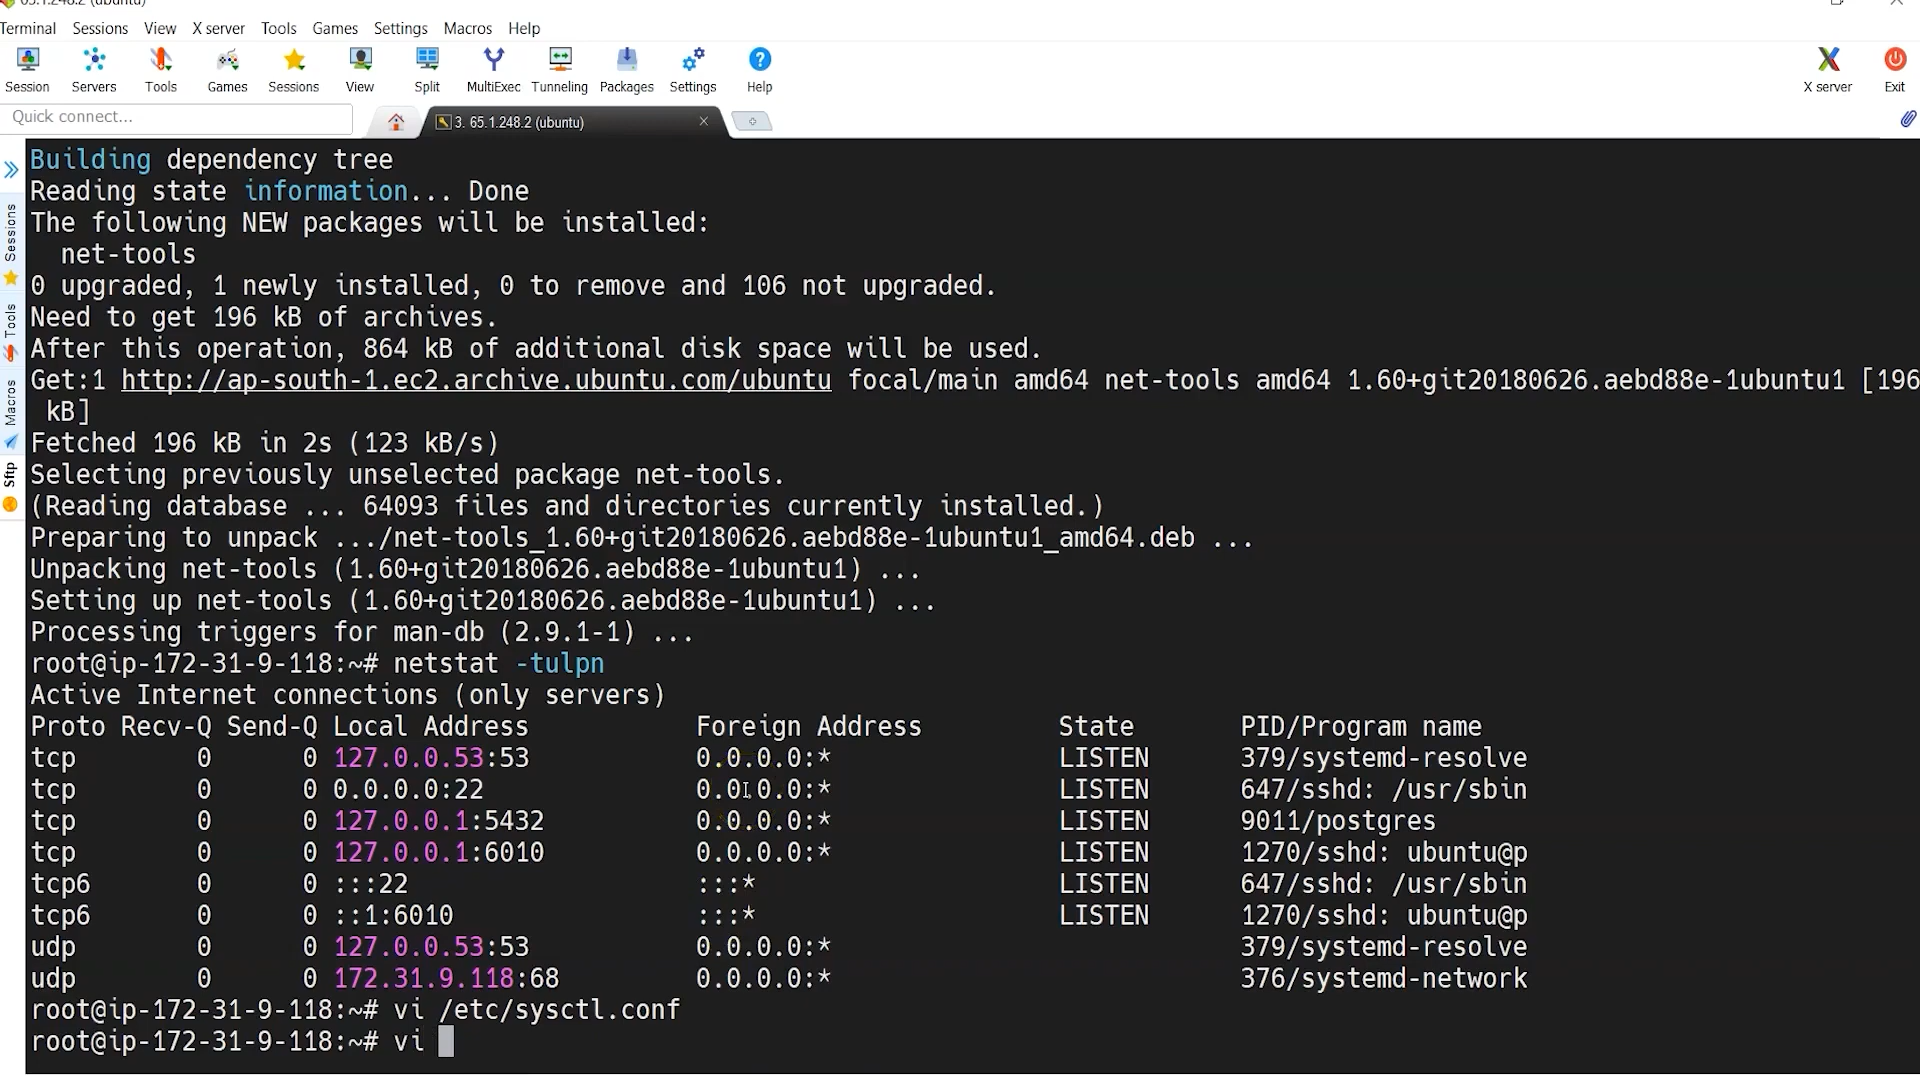 65.1.248.2 (ubuntu)
Terminal Sessions View X server Tools Games Settings Macros Help
Session Servers Tools Games Sessions View Split MultiExec Tunneling Packages Settings Help X server Exit
Quick connect...
3. 65.1.248.2 (ubuntu)
Sessions
Tools
Macros
Sftp
Building dependency tree
Reading state information... Done
The following NEW packages will be installed:
net-tools
0 upgraded, 1 newly installed, 0 to remove and 106 not upgraded.
Need to get 196 kB of archives.
After this operation, 864 kB of additional disk space will be used.
Get:1 http://ap-south-1.ec2.archive.ubuntu.com/ubuntu focal/main amd64 net-tools amd64 1.60+git20180626.aebd88e-1ubuntu1 [196
kB]
Fetched 196 kB in 2s (123 kB/s)
Selecting previously unselected package net-tools.
(Reading database ... 64093 files and directories currently installed.)
Preparing to unpack .../net-tools_1.60+git20180626.aebd88e-1ubuntu1_amd64.deb ...
Unpacking net-tools (1.60+git20180626.aebd88e-1ubuntu1) ...
Setting up net-tools (1.60+git20180626.aebd88e-1ubuntu1) ...
Processing triggers for man-db (2.9.1-1) ...
root@ip-172-31-9-118:~# netstat -tulpn
Active Internet connections (only servers)
Proto Recv-Q Send-Q Local Address Foreign Address State PID/Program name
tcp 0 0 127.0.0.53:53 0.0.0.0:* LISTEN 379/systemd-resolve
tcp 0 0 0.0.0.0:22 0.0.0.0:* LISTEN 647/sshd: /usr/sbin
tcp 0 0 127.0.0.1:5432 0.0.0.0:* LISTEN 9011/postgres
tcp 0 0 127.0.0.1:6010 0.0.0.0:* LISTEN 1270/sshd: ubuntu@p
tcp6 0 0 :::22 :::* LISTEN 647/sshd: /usr/sbin
tcp6 0 0 ::1:6010 :::* LISTEN 1270/sshd: ubuntu@p
udp 0 0 127.0.0.53:53 0.0.0.0:* 379/systemd-resolve
udp 0 0 172.31.9.118:68 0.0.0.0:* 376/systemd-network
root@ip-172-31-9-118:~# vi /etc/sysctl.conf
root@ip-172-31-9-118:~# vi